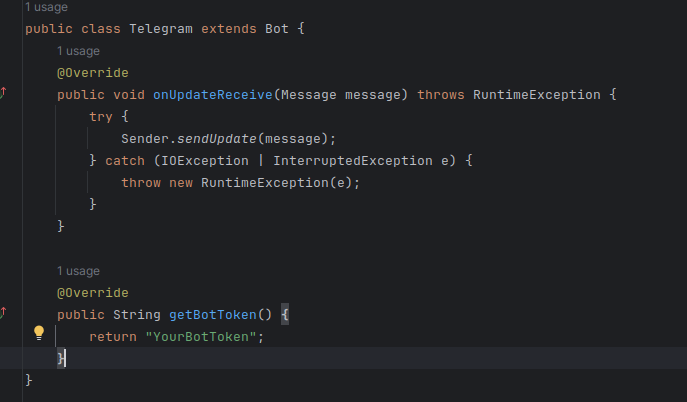 1 usage
public class Telegram extends Bot {
1 usage
@Override
public void onUpdateReceive(Message message) throws RuntimeException {
try {
Sender.sendUpdate(message);
} catch (IOException | InterruptedException e) {
throw new RuntimeException(e);
}
}
1 usage
@Override
public String getBotToken() {
return "YourBotToken";
}
}